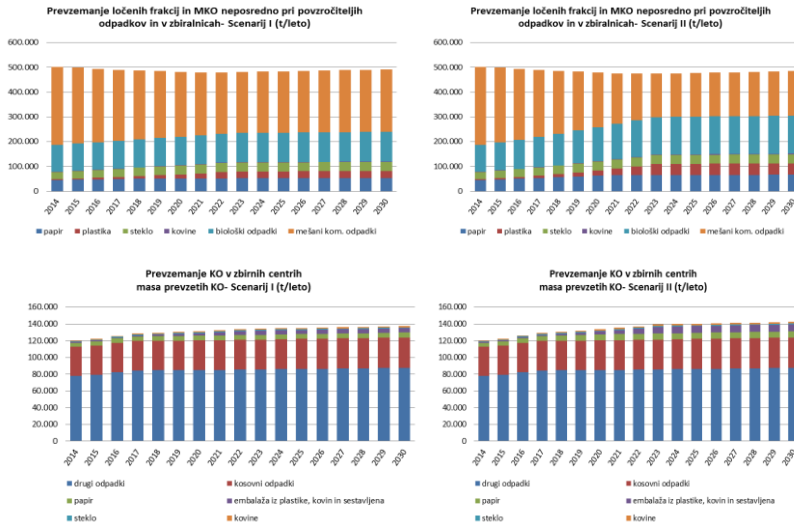 Prevzemanje ločenih frakcij in MKO neposredno pri povzročiteljih
odpadkov in v zbiralnicah- Scenarij I (t/leto)
600.000
500.000
400.000
300.000
200.000
100.000
0
2014 2015 2016 2017 2018 2019 2020 2021 2022 2023 2024 2025 2026 2027 2028 2029 2030
papir plastika steklo kovine biološki odpadki mešani kom. odpadki
Prevzemanje ločenih frakcij in MKO neposredno pri povzročiteljih
odpadkov in v zbiralnicah- Scenarij II (t/leto)
600.000
500.000
400.000
300.000
200.000
100.000
0
2014 2015 2016 2017 2018 2019 2020 2021 2022 2023 2024 2025 2026 2027 2028 2029 2030
papir plastika steklo kovine biološki odpadki mešani kom. odpadki
Prevzemanje KO v zbirnih centrih
masa prevzetih KO- Scenarij I (t/leto)
160.000
140.000
120.000
100.000
80.000
60.000
40.000
20.000
0
2014 2015 2016 2017 2018 2019 2020 2021 2022 2023 2024 2025 2026 2027 2028 2029 2030
drugi odpadki kosovni odpadki
papir embalaža iz plastike, kovin in sestavljena
steklo kovine
Prevzemanje KO v zbirnih centrih
masa prevzetih KO- Scenarij II (t/leto)
160.000
140.000
120.000
100.000
80.000
60.000
40.000
20.000
0
2014 2015 2016 2017 2018 2019 2020 2021 2022 2023 2024 2025 2026 2027 2028 2029 2030
drugi odpadki kosovni odpadki
papir embalaža iz plastike, kovin in sestavljena
steklo kovine